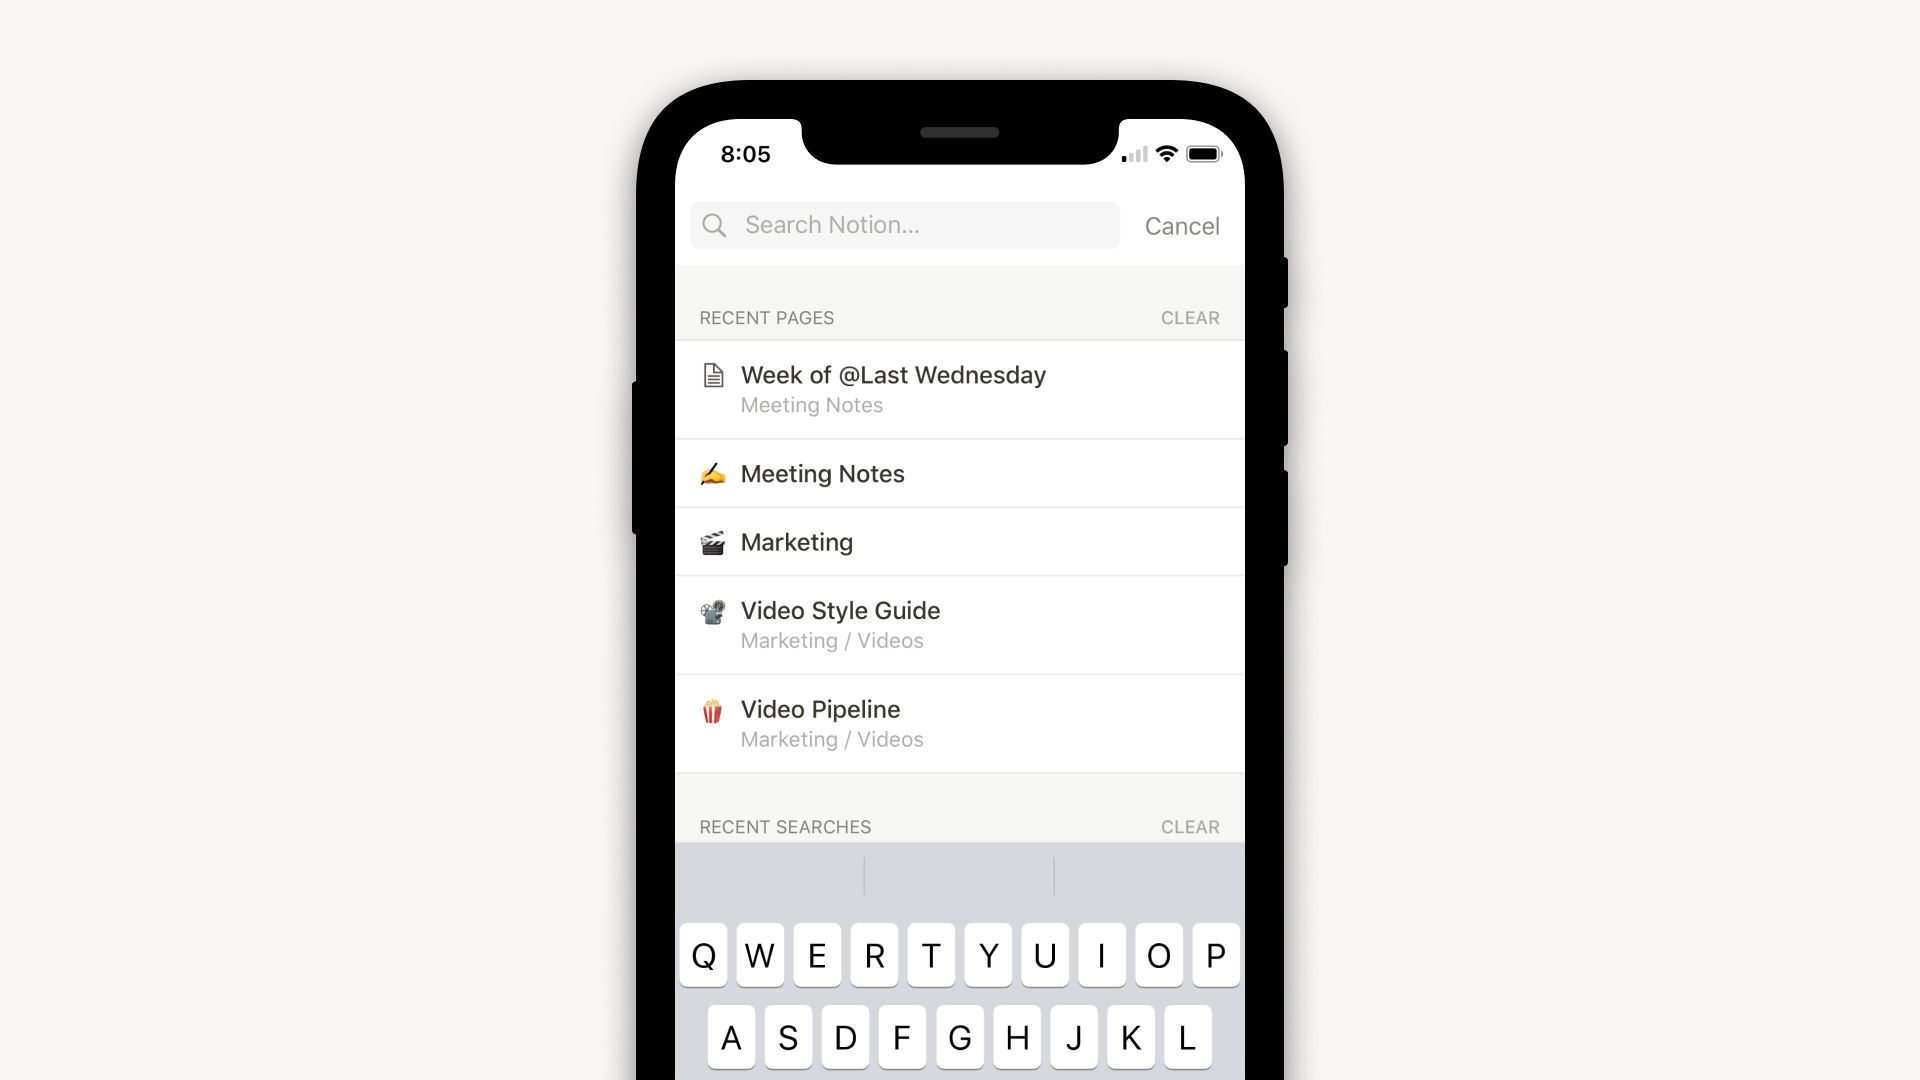 8:05
Search Notion...
Cancel
RECENT PAGES
CLEAR
Week of @Last Wednesday
Meeting Notes
Meeting Notes
Marketing
Video Style Guide
Marketing / Videos
Video Pipeline
Marketing / Videos
RECENT SEARCHES
CLEAR
Q W E R T Y U I O P
A S D F G H J K L